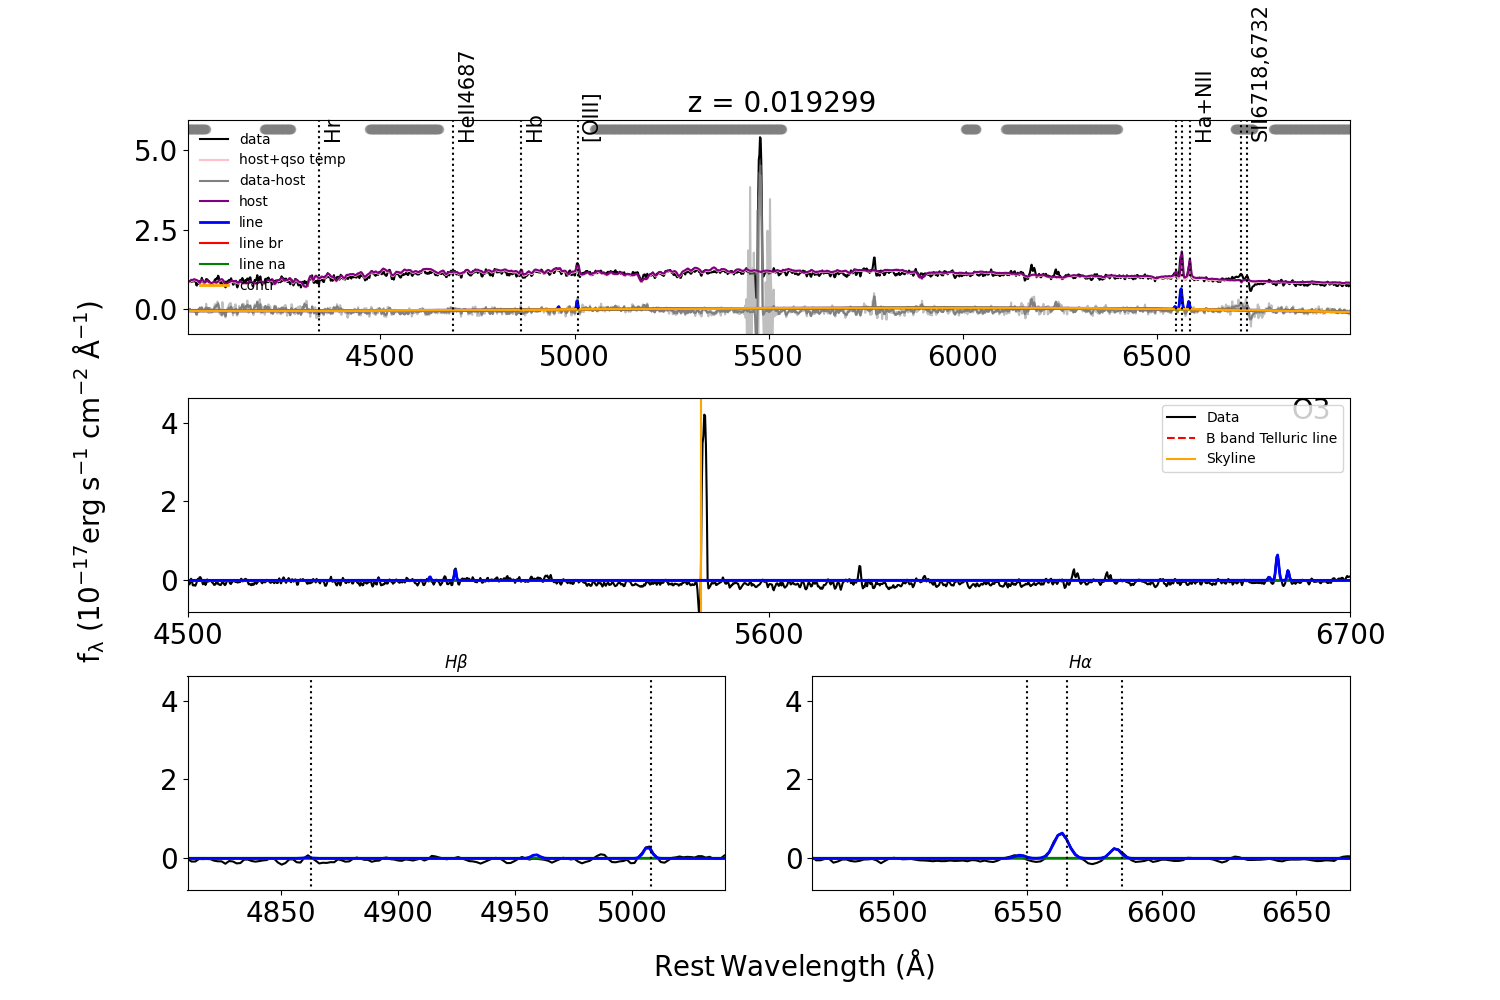 z = 0.019299
Hr
HeII4687
Hb
[OIII]
Ha+NII
SII6718,6732
data
host+qso temp
data-host
host
line
line br
line na
conti
5.0
2.5
0.0
4500 5000 5500 6000 6500
O3
Data
B band Telluric line
Skyline
4
2
0
4500 5600 6700
fλ (10−17erg s−1 cm−2 Å−1)
Hβ
4
2
0
4850 4900 4950 5000
Hα
4
2
0
6500 6550 6600 6650
Rest Wavelength (Å)